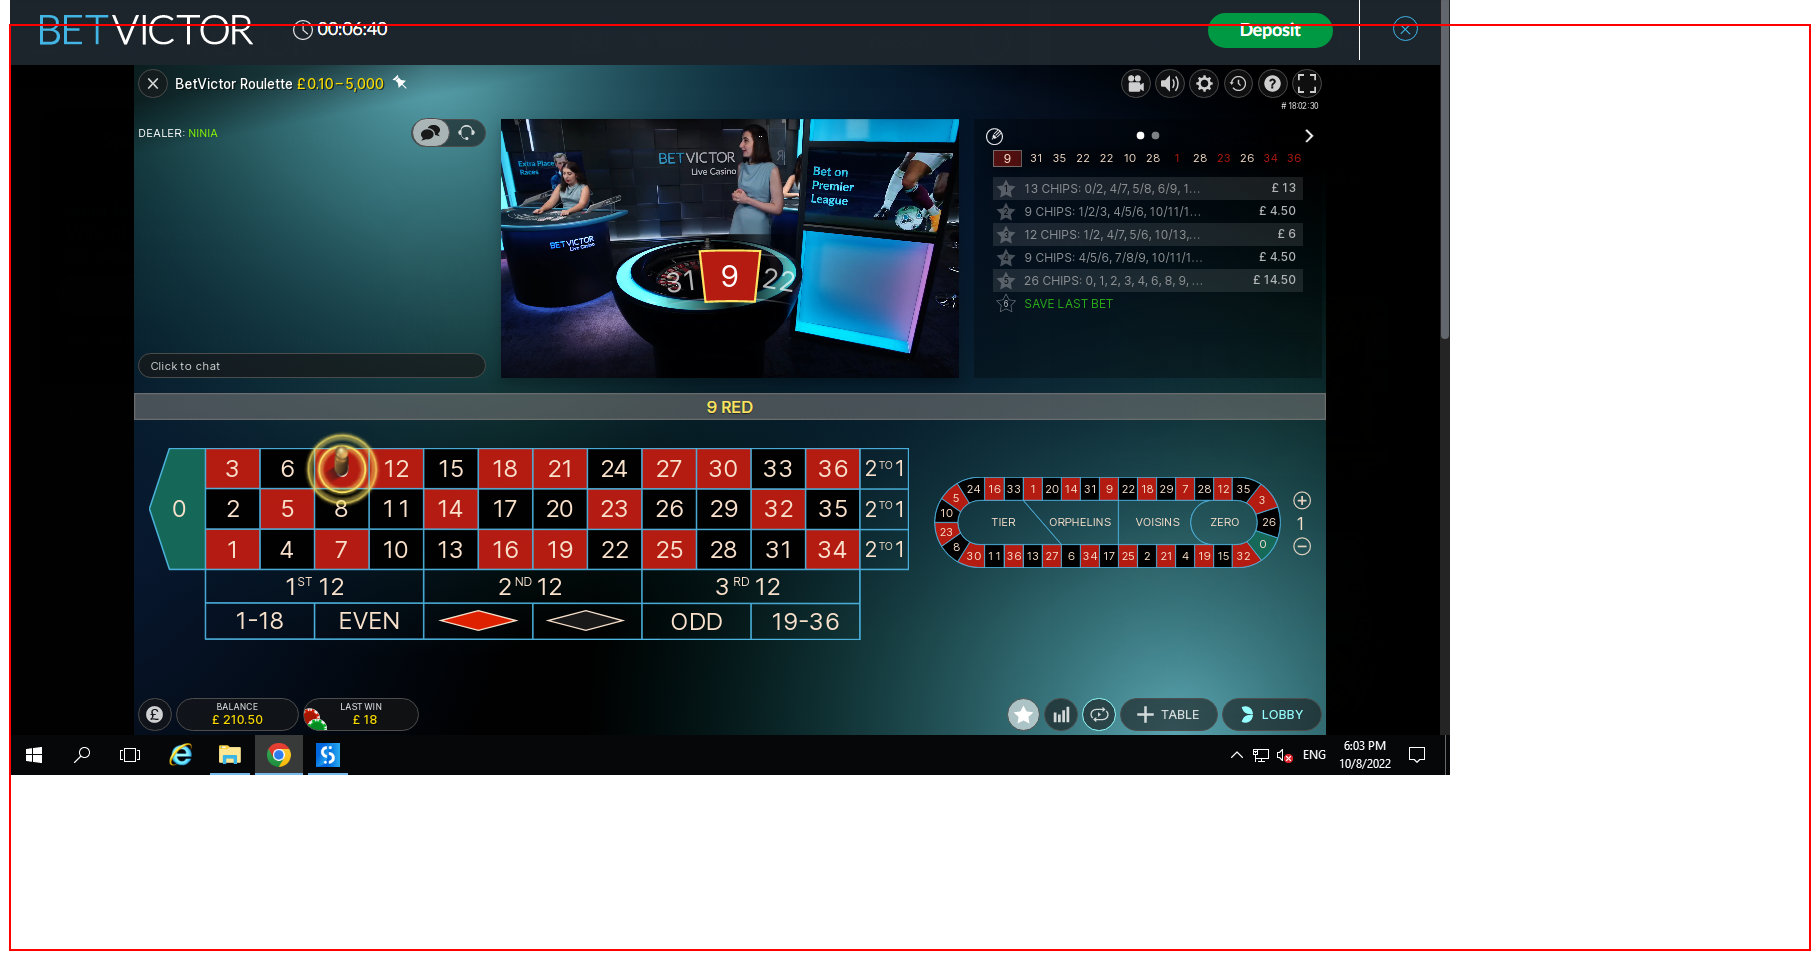 BETVICTOR
00:06:40
Deposit
BetVictor Roulette £0.10–5,000
# 18:02:30
DEALER: NINIA
Extra Place
Races
BETVICTOR
Live Casino
Bet on
Premier
League
BETVICTOR
Live Casino
31 9 22
9 31 35 22 22 10 28 1 28 23 26 34 36
1 13 CHIPS: 0/2, 4/7, 5/8, 6/9, 1... £ 13
2 9 CHIPS: 1/2/3, 4/5/6, 10/11/1... £ 4.50
3 12 CHIPS: 1/2, 4/7, 5/6, 10/13,... £ 6
4 9 CHIPS: 4/5/6, 7/8/9, 10/11/1... £ 4.50
5 26 CHIPS: 0, 1, 2, 3, 4, 6, 8, 9, ... £ 14.50
6 SAVE LAST BET
Click to chat
9 RED
3 6 12 15 18 21 24 27 30 33 36 2 TO 1
0 2 5 8 11 14 17 20 23 26 29 32 35 2 TO 1
1 4 7 10 13 16 19 22 25 28 31 34 2 TO 1
1ST 12 2ND 12 3RD 12
1-18 EVEN ODD 19-36
5 24 16 33 1 20 14 31 9 22 18 29 7 28 12 35 3
10 TIER ORPHELINS VOISINS ZERO 26
23 0
8 30 11 36 13 27 6 34 17 25 2 21 4 19 15 32
1
BALANCE
£ 210.50
LAST WIN
£ 18
TABLE
LOBBY
ENG
6:03 PM
10/8/2022